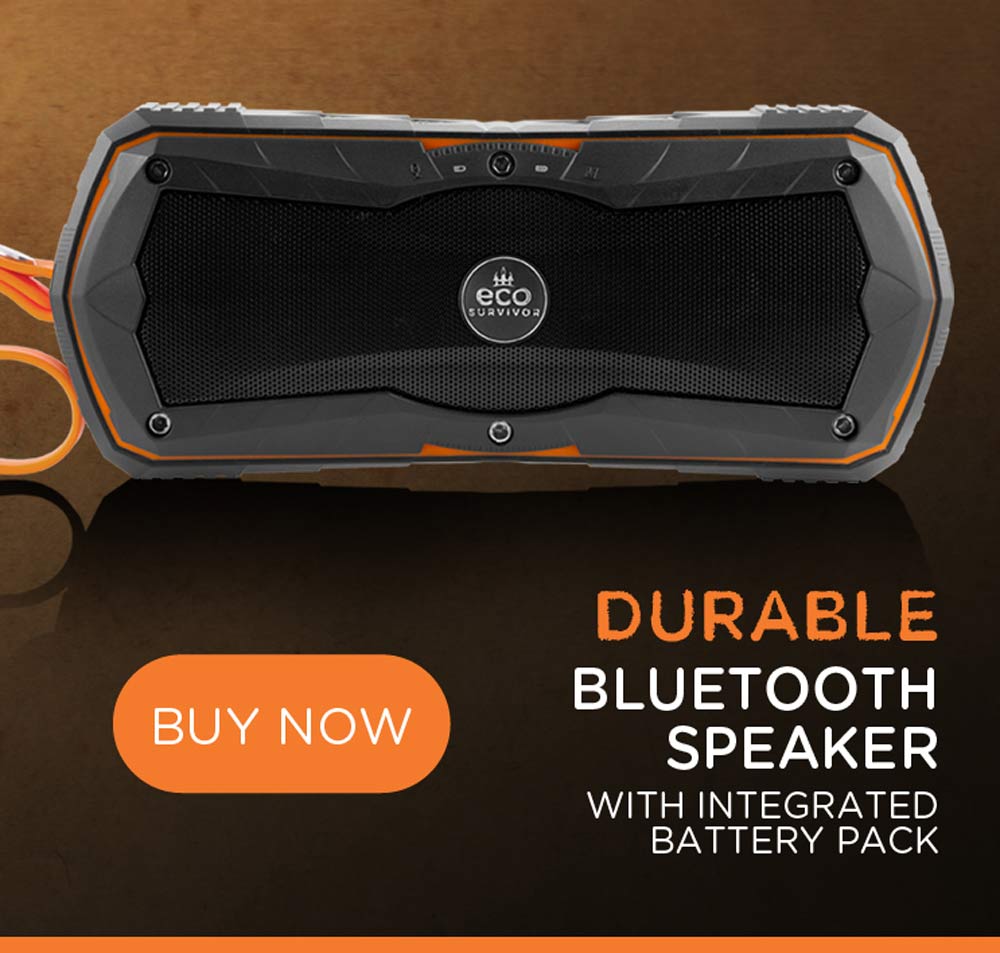 eco
SURVIVOR
DURABLE
BLUETOOTH
SPEAKER
WITH INTEGRATED
BATTERY PACK
BUY NOW